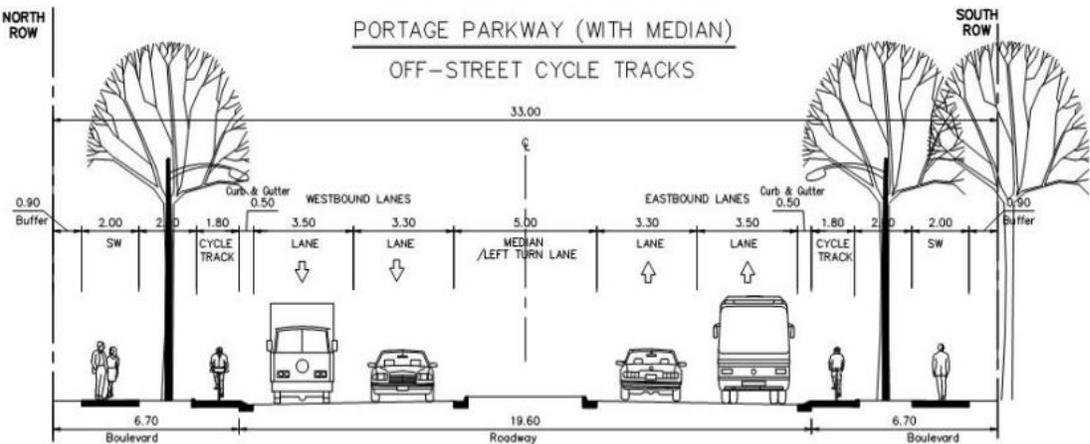 NORTH
ROW
PORTAGE PARKWAY (WITH MEDIAN)
OFF-STREET CYCLE TRACKS
SOUTH
ROW
33.00
℄
0.90
Buffer
2.00
SW
1.80
CYCLE
TRACK
Curb & Gutter
0.50
WESTBOUND LANES
3.50
LANE
3.30
LANE
5.00
MEDIAN
/LEFT TURN LANE
EASTBOUND LANES
3.30
LANE
3.50
LANE
Curb & Gutter
0.50
1.80
CYCLE
TRACK
2.00
SW
0.90
Buffer
6.70
Boulevard
19.60
Roadway
6.70
Boulevard